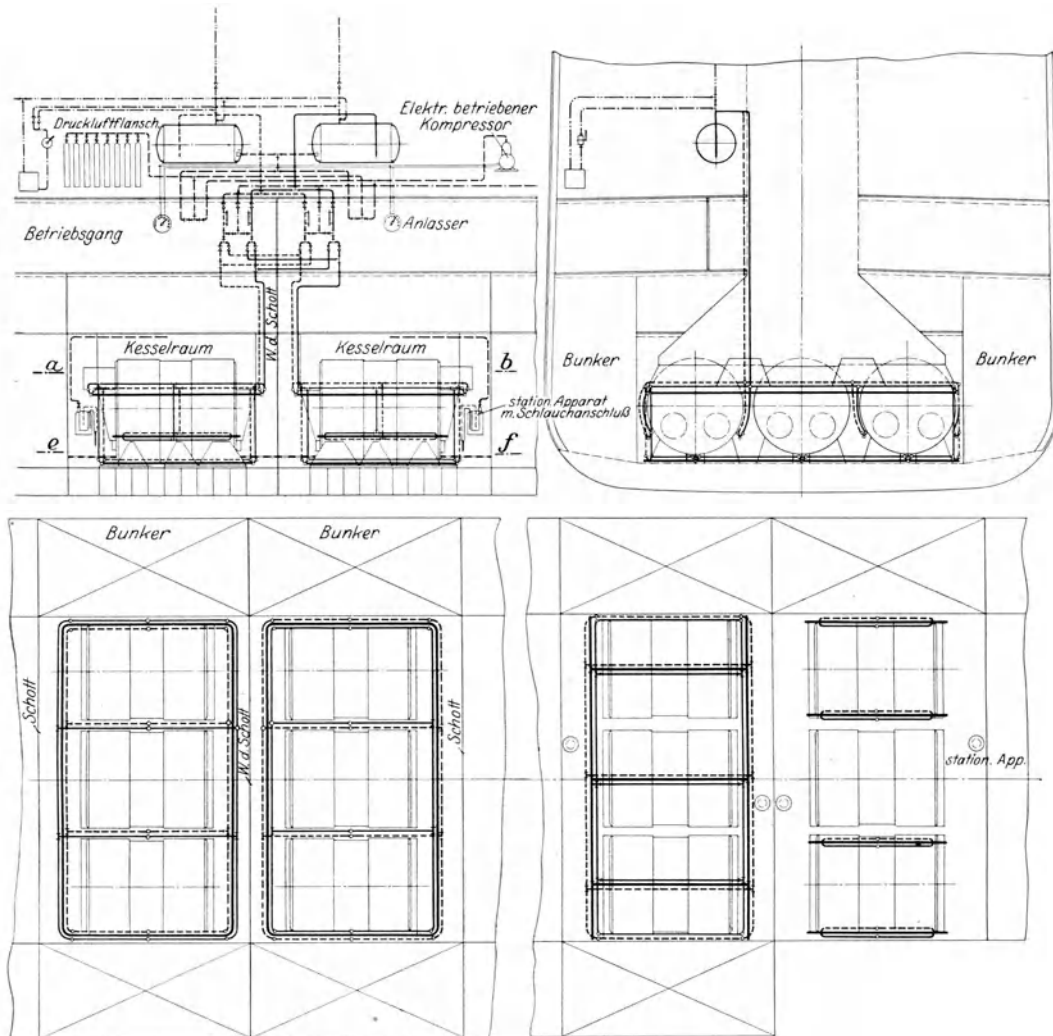 Elektr. betriebener
Kompressor
Druckluftflansch
Betriebsgang
Anlasser
W. d. Schott
Kesselraum
Kesselraum
a
b
station. Apparat
m. Schlauchanschluß
e
f
Bunker
Bunker
Bunker
Bunker
Schott
W. d. Schott
Schott
station. App.